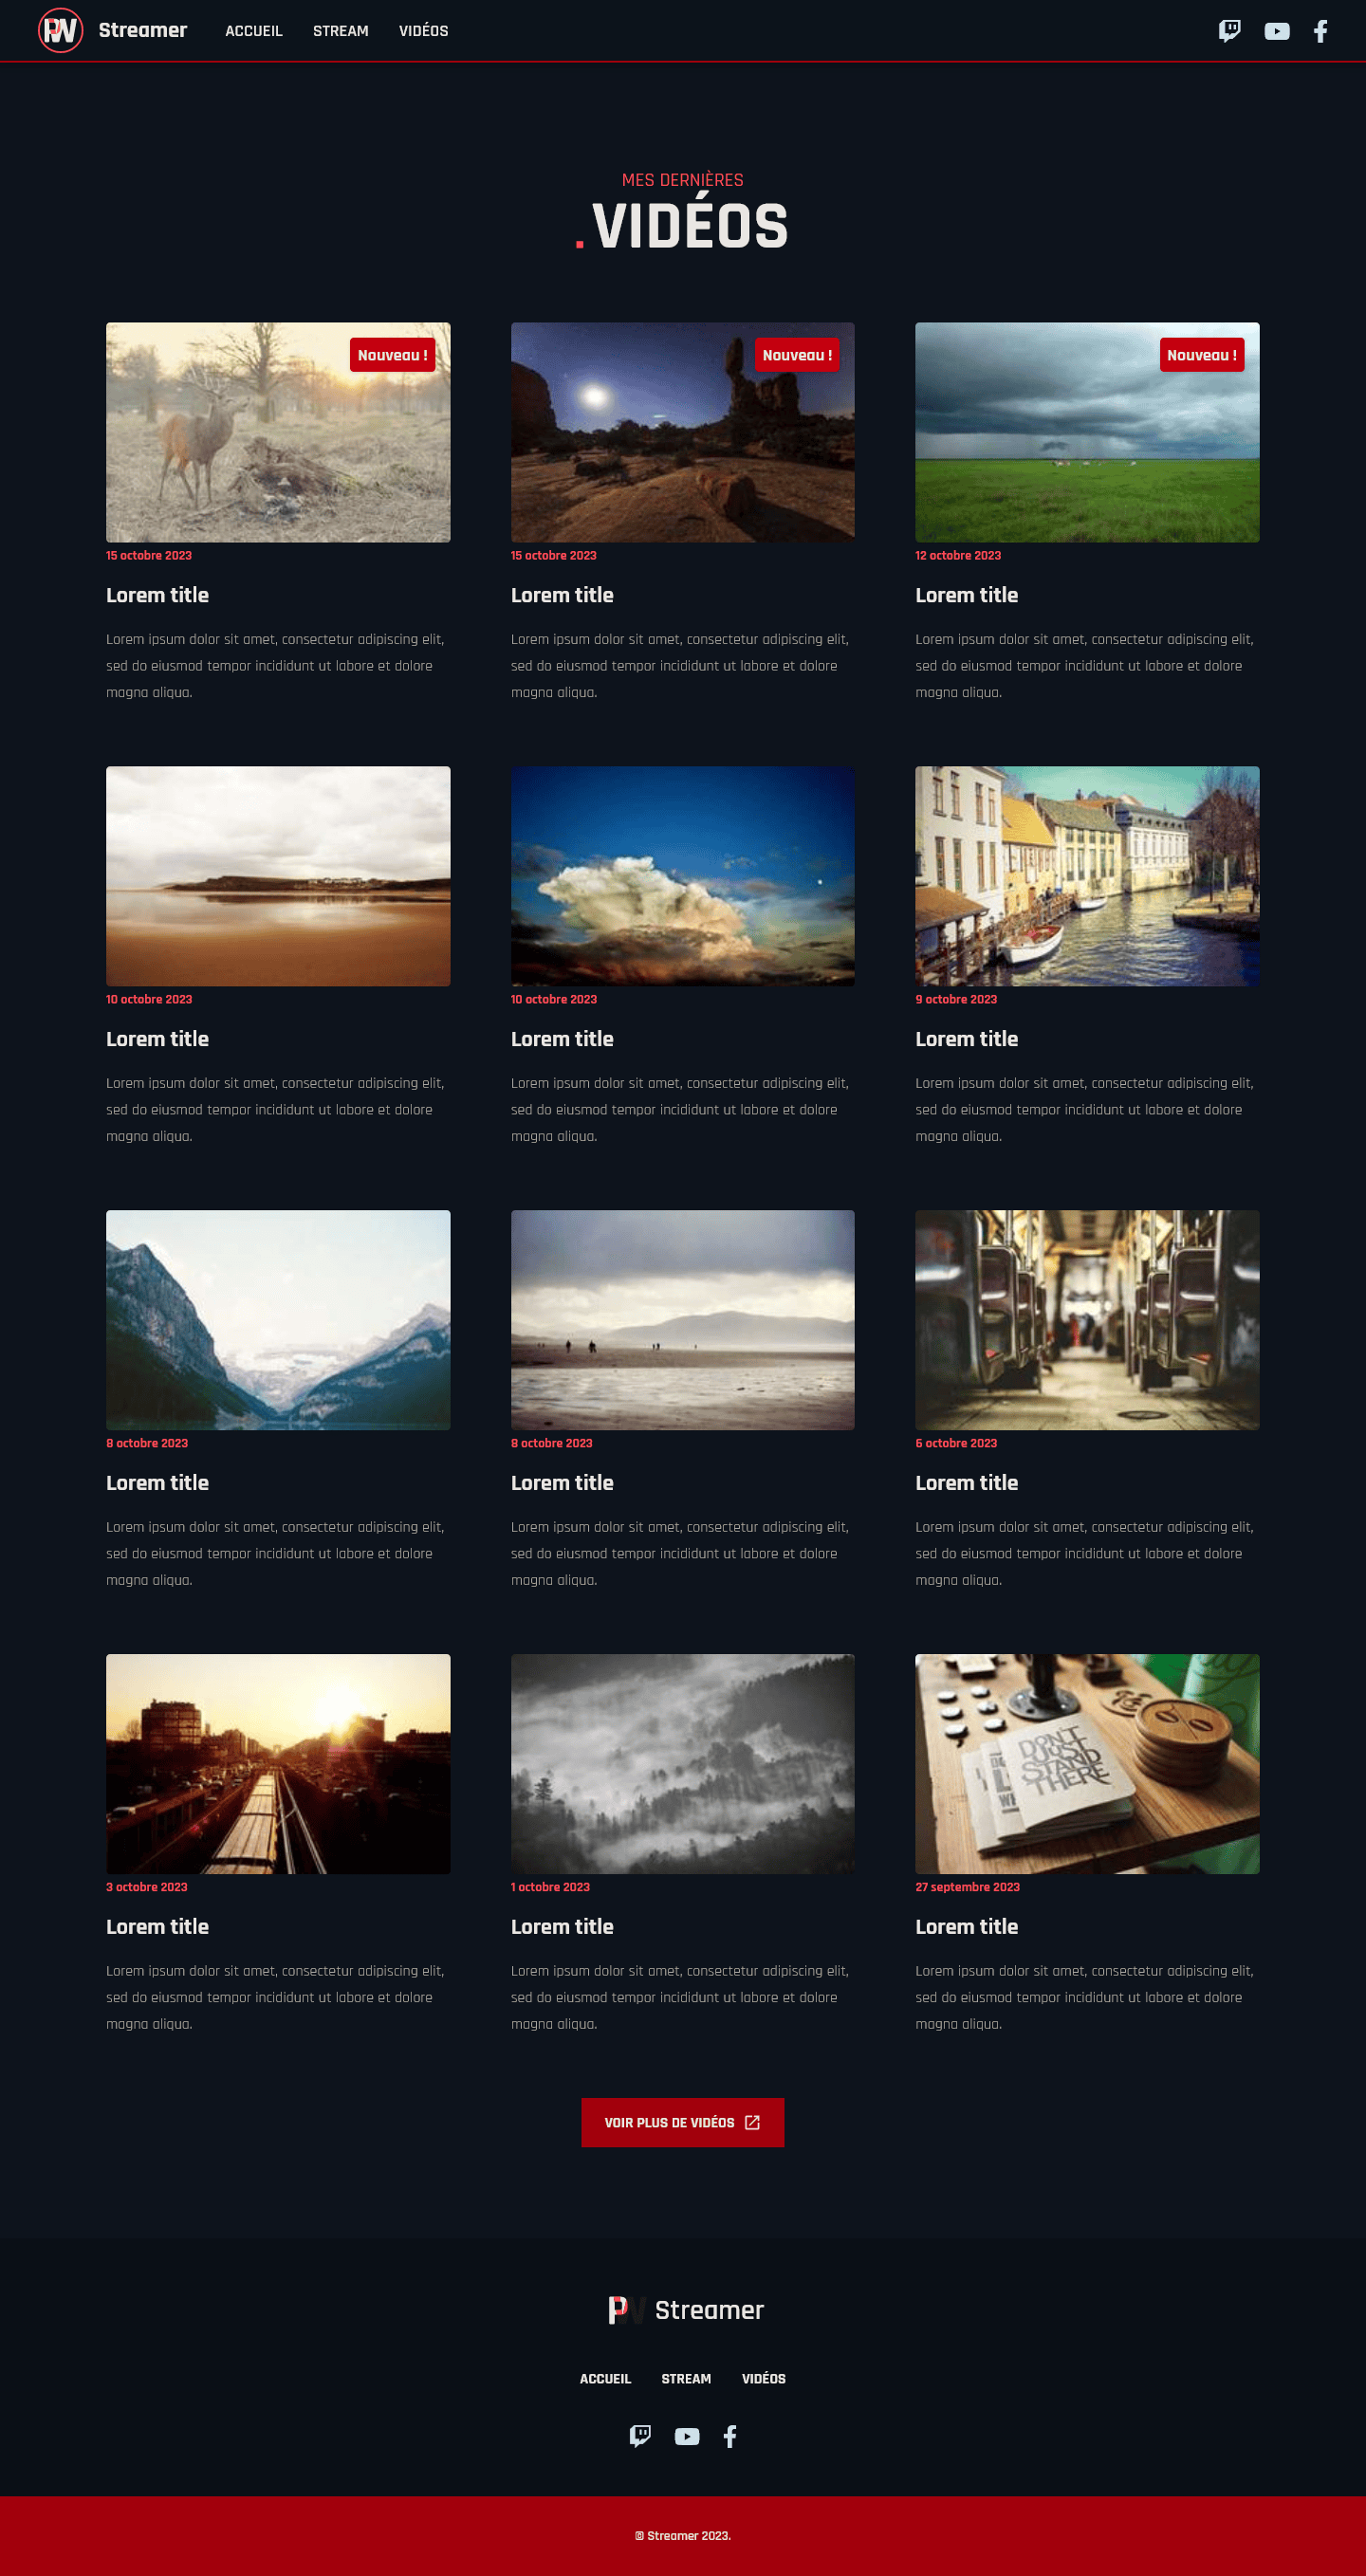 PW Streamer ACCUEIL STREAM VIDÉOS
MES DERNIÈRES
.VIDÉOS
Nouveau ! Nouveau ! Nouveau !
15 octobre 2023
Lorem title
Lorem ipsum dolor sit amet, consectetur adipiscing elit,
sed do eiusmod tempor incididunt ut labore et dolore
magna aliqua.
15 octobre 2023
Lorem title
Lorem ipsum dolor sit amet, consectetur adipiscing elit,
sed do eiusmod tempor incididunt ut labore et dolore
magna aliqua.
12 octobre 2023
Lorem title
Lorem ipsum dolor sit amet, consectetur adipiscing elit,
sed do eiusmod tempor incididunt ut labore et dolore
magna aliqua.
10 octobre 2023
Lorem title
Lorem ipsum dolor sit amet, consectetur adipiscing elit,
sed do eiusmod tempor incididunt ut labore et dolore
magna aliqua.
10 octobre 2023
Lorem title
Lorem ipsum dolor sit amet, consectetur adipiscing elit,
sed do eiusmod tempor incididunt ut labore et dolore
magna aliqua.
9 octobre 2023
Lorem title
Lorem ipsum dolor sit amet, consectetur adipiscing elit,
sed do eiusmod tempor incididunt ut labore et dolore
magna aliqua.
8 octobre 2023
Lorem title
Lorem ipsum dolor sit amet, consectetur adipiscing elit,
sed do eiusmod tempor incididunt ut labore et dolore
magna aliqua.
8 octobre 2023
Lorem title
Lorem ipsum dolor sit amet, consectetur adipiscing elit,
sed do eiusmod tempor incididunt ut labore et dolore
magna aliqua.
6 octobre 2023
Lorem title
Lorem ipsum dolor sit amet, consectetur adipiscing elit,
sed do eiusmod tempor incididunt ut labore et dolore
magna aliqua.
DON'T
JUST
STAND
THERE
3 octobre 2023
Lorem title
Lorem ipsum dolor sit amet, consectetur adipiscing elit,
sed do eiusmod tempor incididunt ut labore et dolore
magna aliqua.
1 octobre 2023
Lorem title
Lorem ipsum dolor sit amet, consectetur adipiscing elit,
sed do eiusmod tempor incididunt ut labore et dolore
magna aliqua.
27 septembre 2023
Lorem title
Lorem ipsum dolor sit amet, consectetur adipiscing elit,
sed do eiusmod tempor incididunt ut labore et dolore
magna aliqua.
VOIR PLUS DE VIDÉOS
PW Streamer
ACCUEIL STREAM VIDÉOS
© Streamer 2023.